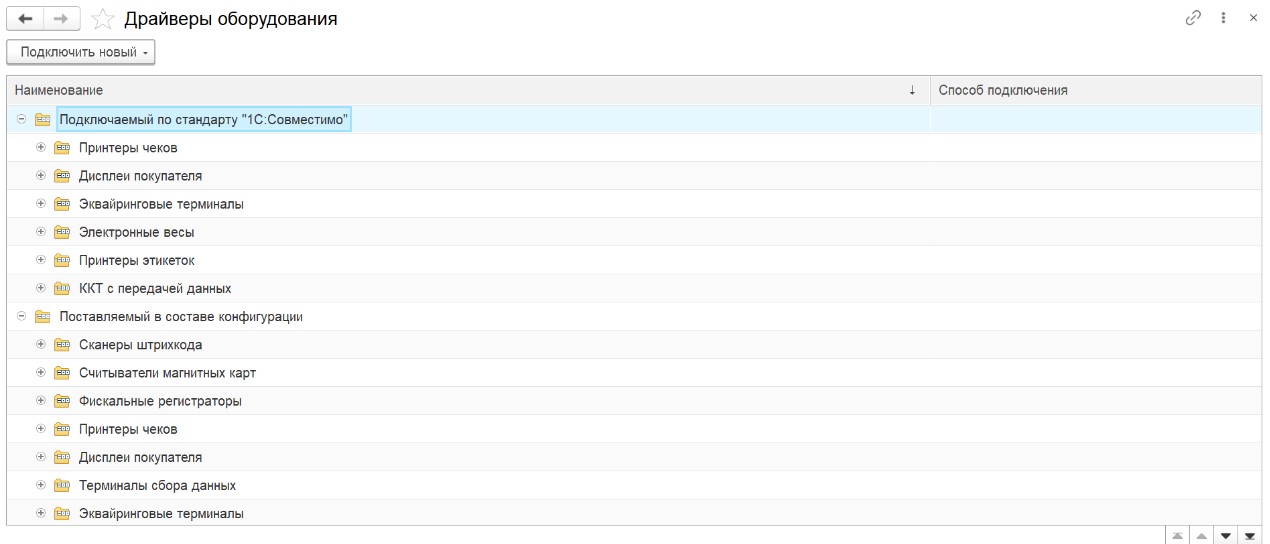 Драйверы оборудования
Подключить новый
Наименование ↓ Способ подключения
Подключаемый по стандарту "1С:Совместимо"
Принтеры чеков
Дисплеи покупателя
Эквайринговые терминалы
Электронные весы
Принтеры этикеток
ККТ с передачей данных
Поставляемый в составе конфигурации
Сканеры штрихкода
Считыватели магнитных карт
Фискальные регистраторы
Принтеры чеков
Дисплеи покупателя
Терминалы сбора данных
Эквайринговые терминалы